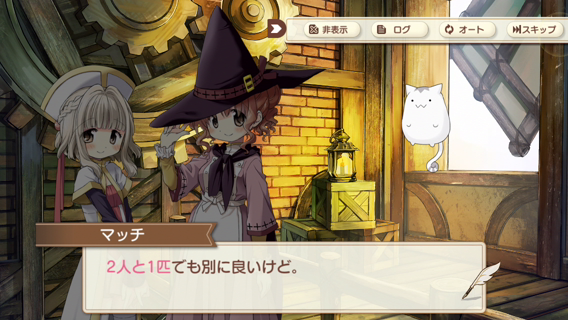 非表示
ログ
オート
スキップ
マッチ
2人と1匹でも別に良いけど。